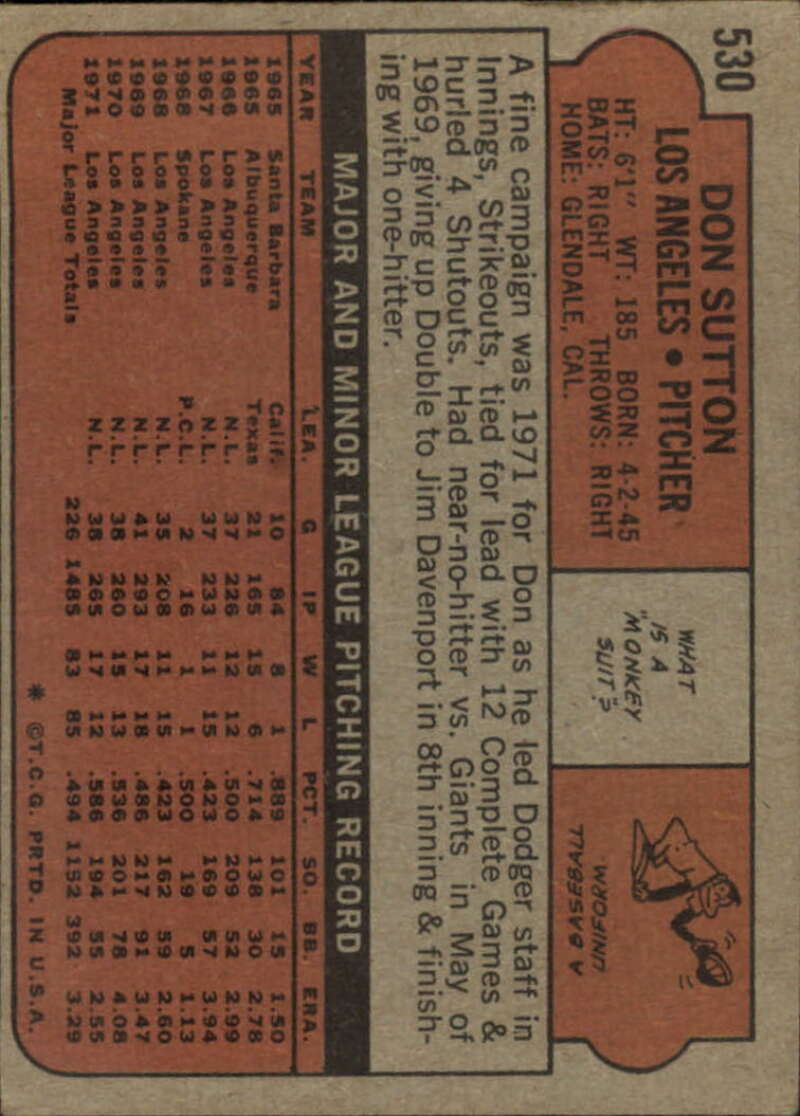 530
DON SUTTON
LOS ANGELES • PITCHER
HT: 6'1" WT: 185 BORN: 4-2-45
BATS: RIGHT THROWS: RIGHT
HOME: GLENDALE, CAL.
WHAT
IS A
"MONKEY
SUIT"?
A BASEBALL
UNIFORM
A fine campaign was 1971 for Don as he led Dodger staff in
Innings, Strikeouts, tied for lead with 12 Complete Games &
hurled 4 Shutouts. Had near-no-hitter vs. Giants in May of
1969, giving up Double to Jim Davenport in 8th inning & finish-
ing with one-hitter.
MAJOR AND MINOR LEAGUE PITCHING RECORD
YEAR TEAM LEA. G IP W L PCT. SO. BB. ERA.
1965 Santa Barbara Calif. 10 84 8 1 .889 101 15 1.50
1965 Albuquerque Texas 21 165 15 6 .714 138 30 2.78
1966 Los Angeles N.L. 37 226 12 12 .500 209 52 2.99
1967 Los Angeles N.L. 37 233 11 15 .423 169 57 3.94
1968 Spokane P.C.L. 2 16 1 1 .500 19 5 1.13
1968 Los Angeles N.L. 35 208 11 15 .423 162 59 2.60
1969 Los Angeles N.L. 41 293 17 18 .486 217 91 3.47
1970 Los Angeles N.L. 38 260 15 13 .536 201 78 4.08
1971 Los Angeles N.L. 38 265 17 12 .586 194 55 2.55
Major League Totals 226 1485 83 85 .494 1152 392 3.29
* ©T.C.G. PRTD. IN U.S.A.